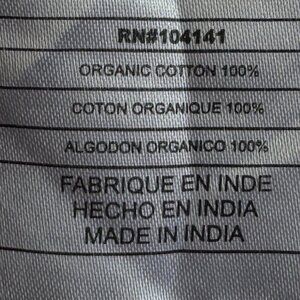 RN#104141
ORGANIC COTTON 100%
COTON ORGANIQUE 100%
ALGODON ORGANICO 100%
FABRIQUE EN INDE
HECHO EN INDIA
MADE IN INDIA